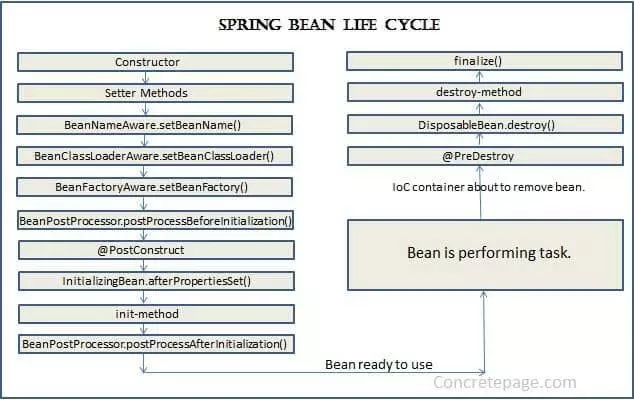 SPRING BEAN LIFE CYCLE
Constructor
Setter Methods
BeanNameAware.setBeanName()
BeanClassLoaderAware.setBeanClassLoader()
BeanFactoryAware.setBeanFactory()
BeanPostProcessor.postProcessBeforeInitialization()
@PostConstruct
InitializingBean.afterPropertiesSet()
init-method
BeanPostProcessor.postProcessAfterInitialization()
Bean ready to use
Bean is performing task.
IoC container about to remove bean.
@PreDestroy
DisposableBean.destroy()
destroy-method
finalize()
Concretepage.com